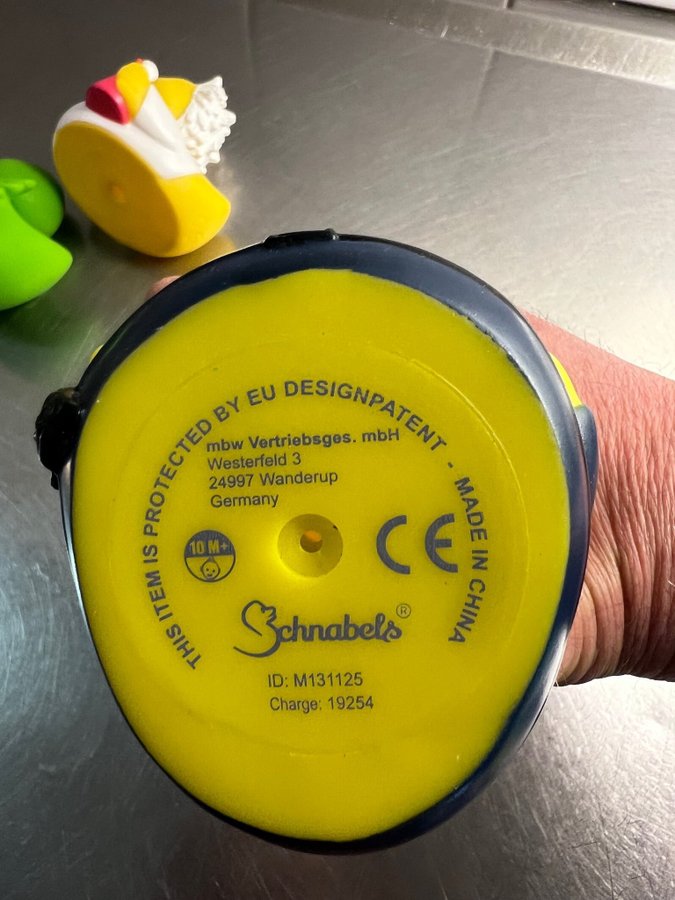 THIS ITEM IS PROTECTED BY EU DESIGNPATENT - MADE IN CHINA
mbw Vertriebsges. mbH
Westerfeld 3
24997 Wanderup
Germany
10 M+
CE
Schnabels®
ID: M131125
Charge: 19254